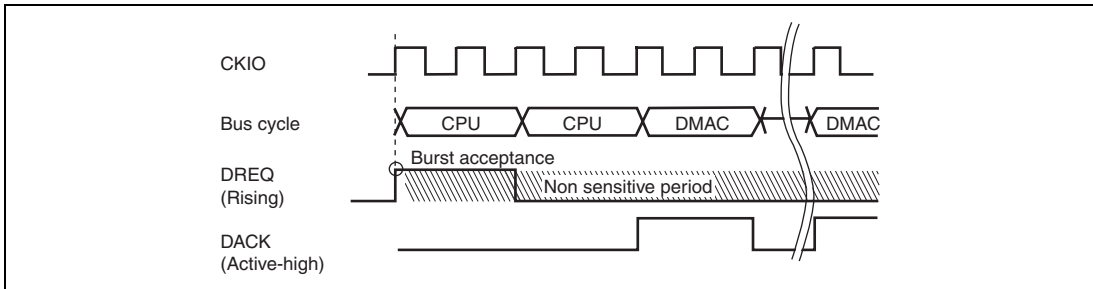 CKIO
Bus cycle
CPU
CPU
DMAC
DMAC
Burst acceptance
DREQ
(Rising)
Non sensitive period
DACK
(Active-high)